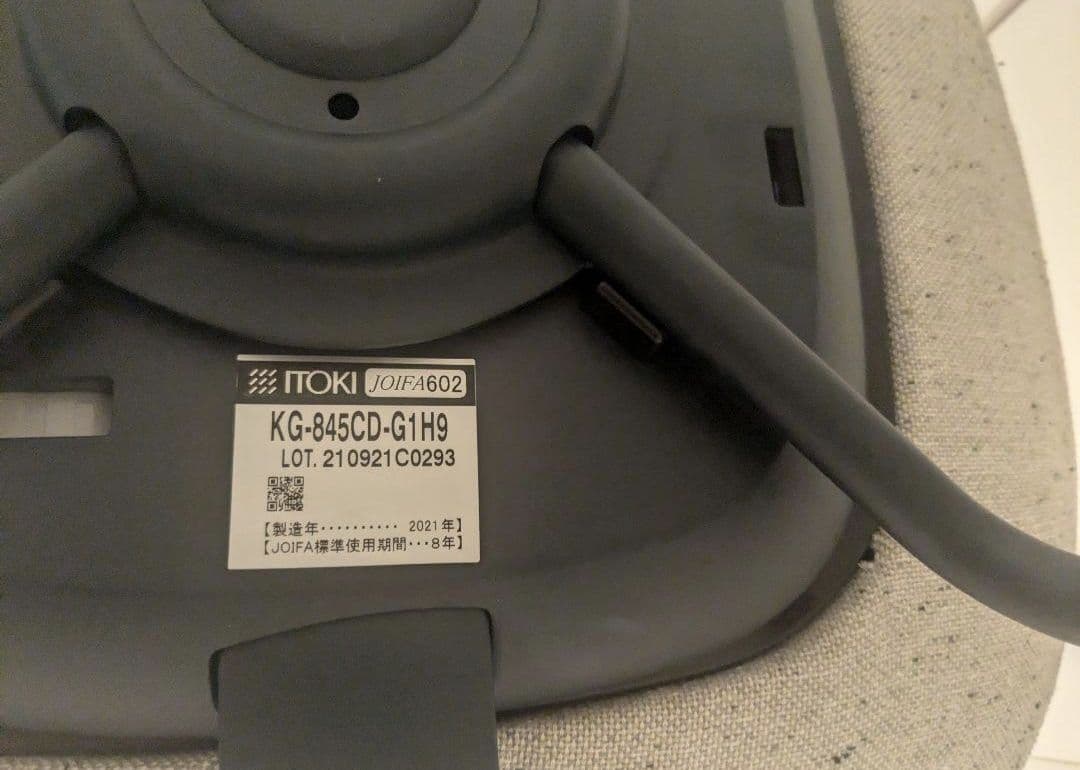 ITOKI JOIFA602
KG-845CD-G1H9
LOT. 210921C0293
【製造年‥‥‥‥‥ 2021年】
【JOIFA標準使用期間･･･8年】